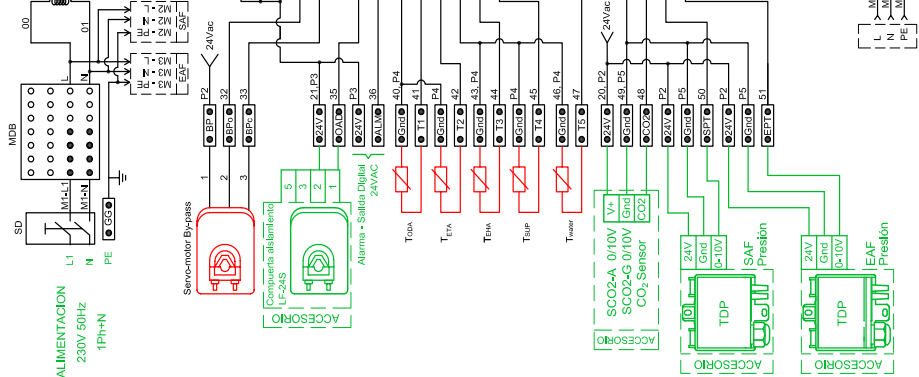 00
01
L
N
M2 - L
M2 - N
M2 - PE
SAF
M3 - L
M3 - N
M3 - PE
EAF
MDB
M1-L1
M1-N
SD
L1
N
PE
GG
ALIMENTACION
230V 50Hz
1Ph+N
24Vac
P2
32
33
BP
BPo
BPc
1
2
3
Servo-motor By-pass
21,P3
35
P3
36
24V
OAD
24V
ALM
5
3
2
1
Compuerta aislamiento
LF-24S
ACCESORIO
Alarma - Salida Digital
24VAC
40, P4
41
P4
42
43, P4
44
P4
45
46, P4
47
Gnd
T1
Gnd
T2
Gnd
T3
Gnd
T4
Gnd
T5
TODA
TETA
TEHA
TSUP
Twater
24Vac
20, P2
49, P5
48
P2
P5
50
P2
P5
51
24V
Gnd
CO2
24V
Gnd
SPT
24V
Gnd
EPT
V+
Gnd
CO2
SCO2-A 0/10V
SCO2-G 0/10V
CO2 Sensor
ACCESORIO
24V
Gnd
0-10V
SAF
Presión
TDP
ACCESORIO
24V
Gnd
0-10V
EAF
Presión
TDP
ACCESORIO
L
N
PE